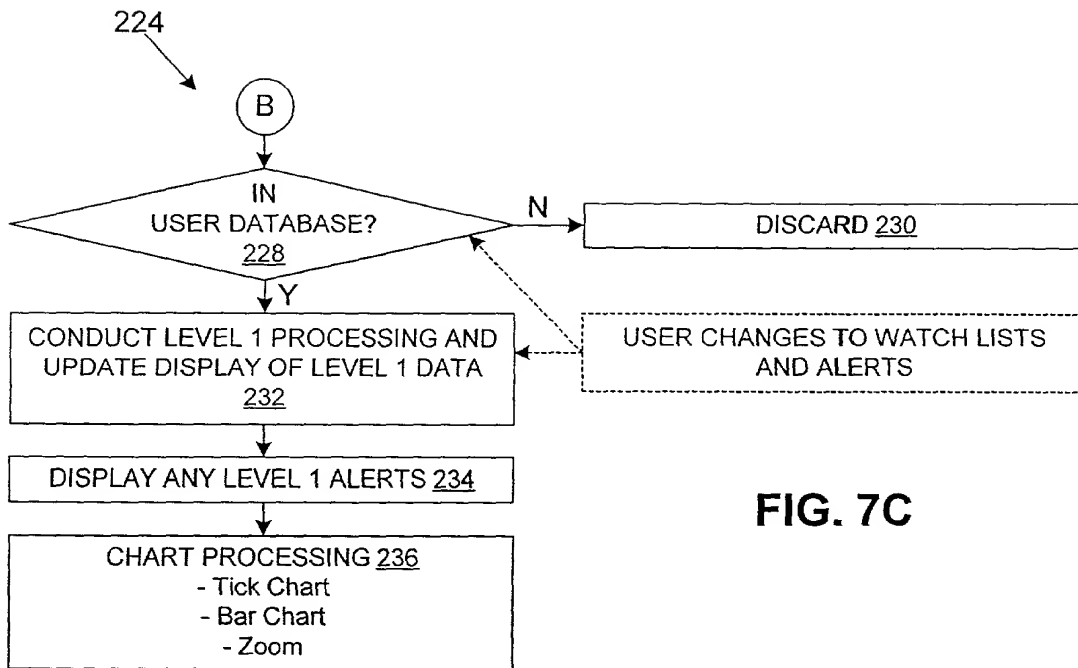 224
B
IN
USER DATABASE?
228
N
DISCARD 230
Y
CONDUCT LEVEL 1 PROCESSING AND
UPDATE DISPLAY OF LEVEL 1 DATA
232
USER CHANGES TO WATCH LISTS
AND ALERTS
DISPLAY ANY LEVEL 1 ALERTS 234
CHART PROCESSING 236
- Tick Chart
- Bar Chart
- Zoom
FIG. 7C